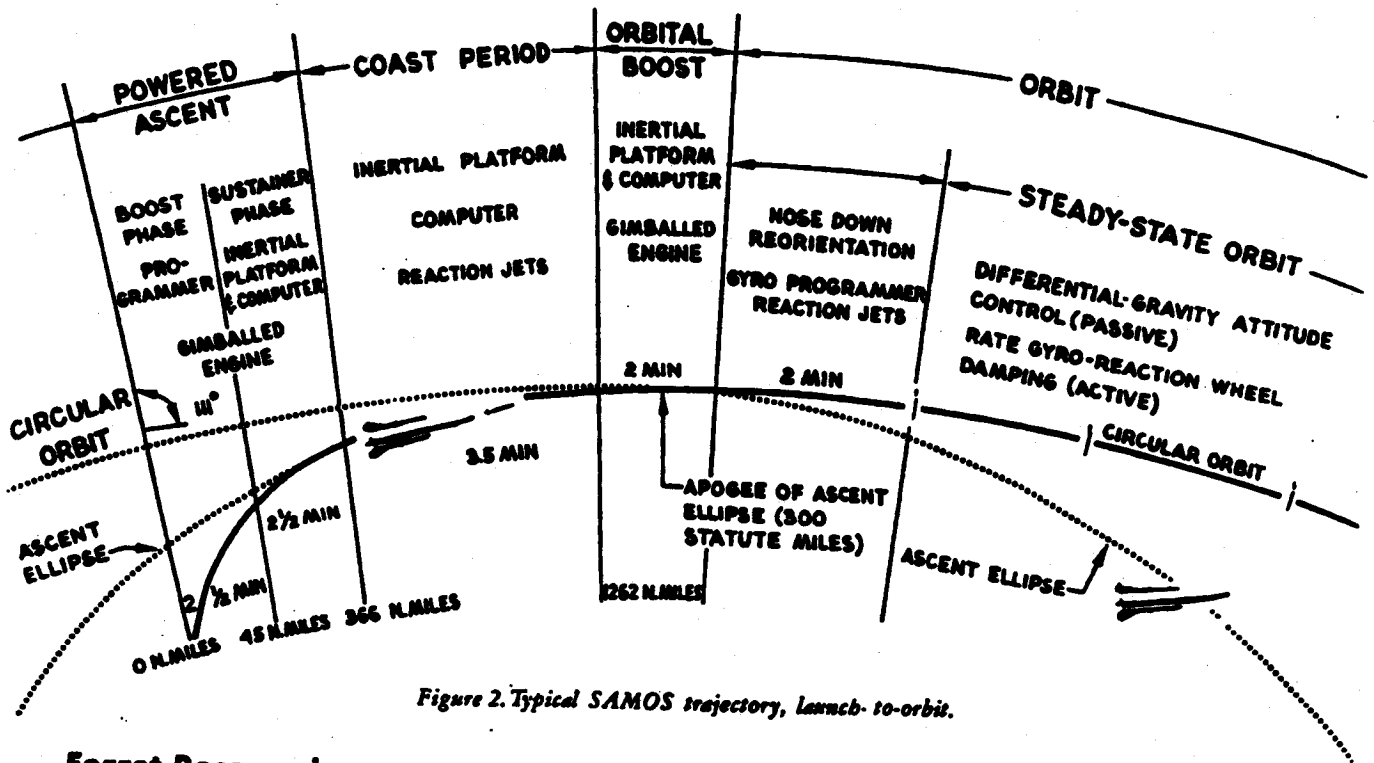 POWERED
ASCENT
COAST PERIOD
ORBITAL
BOOST
ORBIT
BOOST
PHASE
PRO-
GRAMMER
SUSTAINER
PHASE
INERTIAL
PLATFORM
& COMPUTER
GIMBALLED
ENGINE
INERTIAL PLATFORM
COMPUTER
REACTION JETS
INERTIAL
PLATFORM
& COMPUTER
GIMBALLED
ENGINE
NOSE DOWN
REORIENTATION
GYRO PROGRAMMER
REACTION JETS
STEADY-STATE ORBIT
DIFFERENTIAL-GRAVITY ATTITUDE
CONTROL (PASSIVE)
RATE GYRO-REACTION WHEEL
DAMPING (ACTIVE)
CIRCULAR
ORBIT
2 MIN
2 MIN
3.5 MIN
CIRCULAR ORBIT
APOGEE OF ASCENT
ELLIPSE (300
STATUTE MILES)
ASCENT
ELLIPSE
2 1/2 MIN
2 1/2 MIN
ASCENT ELLIPSE
0 N.MILES
45 N.MILES
366 N.MILES
1262 N.MILES
Figure 2. Typical SAMOS trajectory, launch- to-orbit.